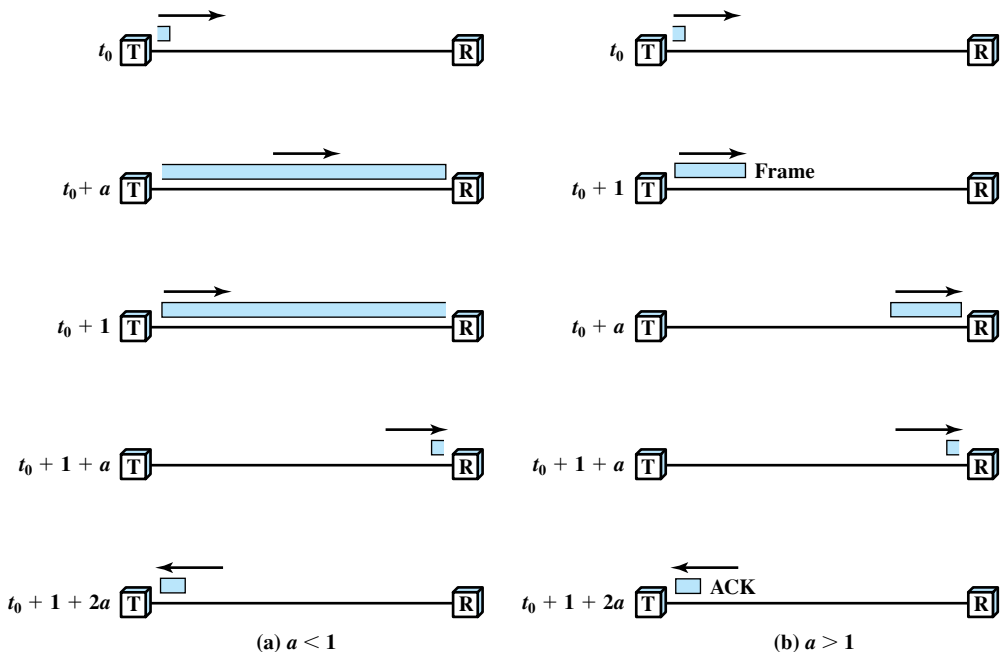 t₀ T R
t₀ + a T R
t₀ + 1 T R
t₀ + 1 + a T R
t₀ + 1 + 2a T R
(a) a < 1
t₀ T R
t₀ + 1 T Frame R
t₀ + a T R
t₀ + 1 + a T R
t₀ + 1 + 2a T ACK R
(b) a > 1